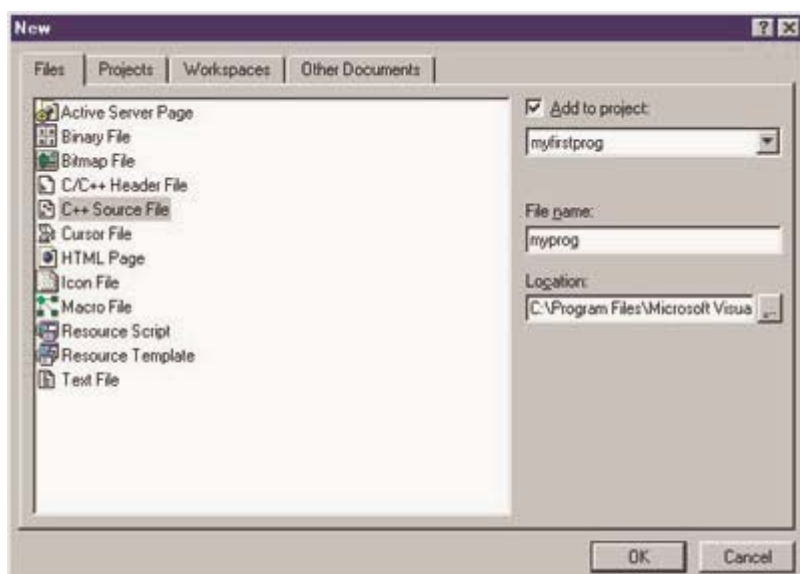 New
Files
Projects
Workspaces
Other Documents
Active Server Page
Binary File
Bitmap File
C/C++ Header File
C++ Source File
Cursor File
HTML Page
Icon File
Macro File
Resource Script
Resource Template
Text File
Add to project:
myfirstprog
File name:
myprog
Location:
C:\Program Files\Microsoft Visua
...
OK
Cancel